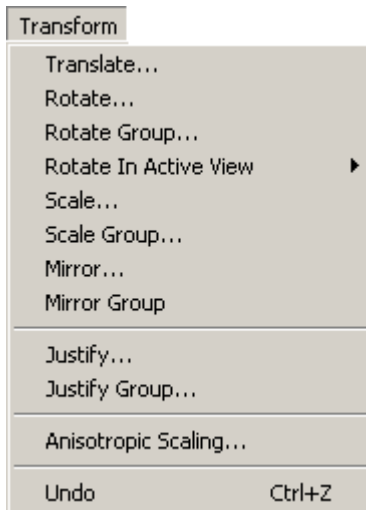 Transform
Translate...
Rotate...
Rotate Group...
Rotate In Active View
Scale...
Scale Group...
Mirror...
Mirror Group
Justify...
Justify Group...
Anisotropic Scaling...
Undo Ctrl+Z